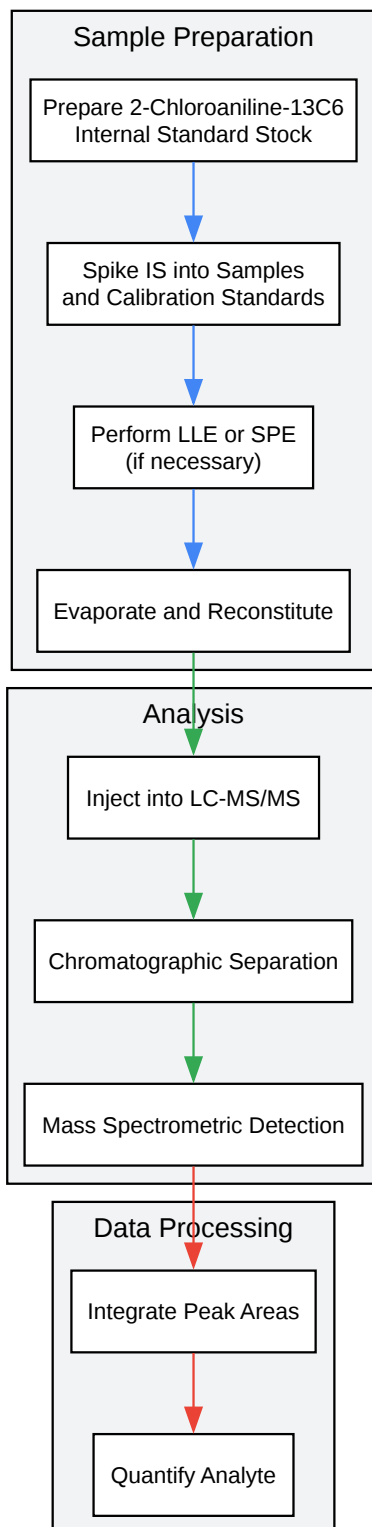 Sample Preparation
Prepare 2-Chloroaniline-13C6
Internal Standard Stock
Spike IS into Samples
and Calibration Standards
Perform LLE or SPE
(if necessary)
Evaporate and Reconstitute
Analysis
Inject into LC-MS/MS
Chromatographic Separation
Mass Spectrometric Detection
Data Processing
Integrate Peak Areas
Quantify Analyte